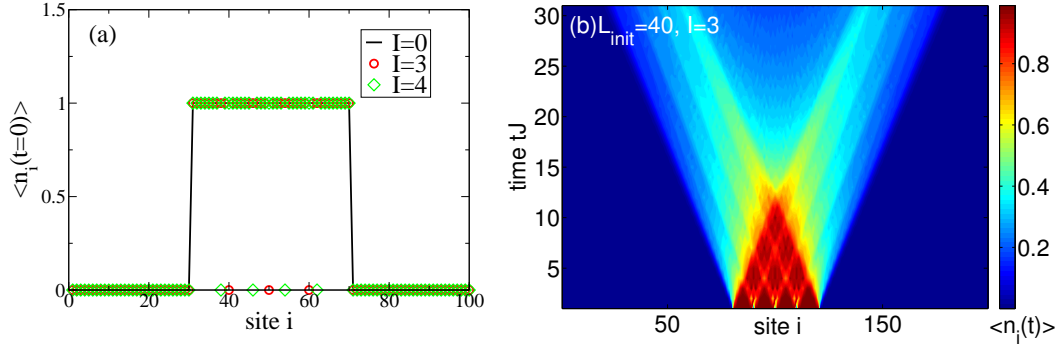 (a)
I=0
I=3
I=4
<n_i(t=0)>
1.5
1
0.5
0
0 20 40 60 80 100
site i
(b)L_init=40, I=3
time tJ
30
25
20
15
10
5
50 site i 150
0.8
0.6
0.4
0.2
<n_i(t)>